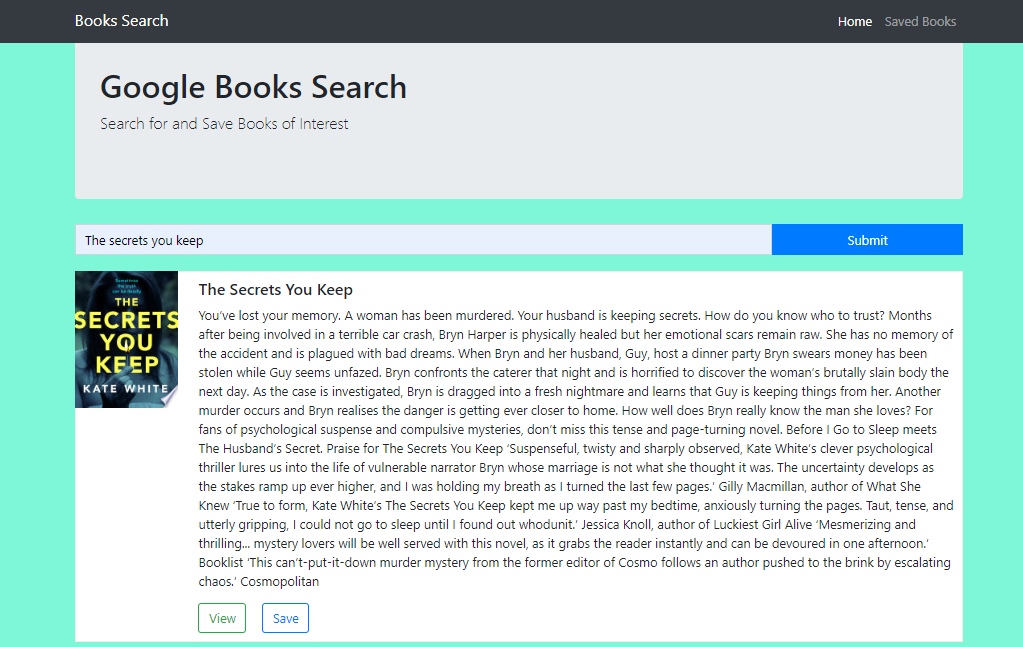 Books Search
Home Saved Books
Google Books Search
Search for and Save Books of Interest
The secrets you keep
Submit
Sometimes
the truth
can be deadly
THE
SECRETS
YOU
KEEP
KATE WHITE
The Secrets You Keep
You’ve lost your memory. A woman has been murdered. Your husband is keeping secrets. How do you know who to trust? Months
after being involved in a terrible car crash, Bryn Harper is physically healed but her emotional scars remain raw. She has no memory of
the accident and is plagued with bad dreams. When Bryn and her husband, Guy, host a dinner party Bryn swears money has been
stolen while Guy seems unfazed. Bryn confronts the caterer that night and is horrified to discover the woman’s brutally slain body the
next day. As the case is investigated, Bryn is dragged into a fresh nightmare and learns that Guy is keeping things from her. Another
murder occurs and Bryn realises the danger is getting ever closer to home. How well does Bryn really know the man she loves? For
fans of psychological suspense and compulsive mysteries, don’t miss this tense and page-turning novel. Before I Go to Sleep meets
The Husband’s Secret. Praise for The Secrets You Keep ‘Suspenseful, twisty and sharply observed, Kate White’s clever psychological
thriller lures us into the life of vulnerable narrator Bryn whose marriage is not what she thought it was. The uncertainty develops as
the stakes ramp up ever higher, and I was holding my breath as I turned the last few pages.’ Gilly Macmillan, author of What She
Knew ‘True to form, Kate White’s The Secrets You Keep kept me up way past my bedtime, anxiously turning the pages. Taut, tense, and
utterly gripping, I could not go to sleep until I found out whodunit.’ Jessica Knoll, author of Luckiest Girl Alive ‘Mesmerizing and
thrilling... mystery lovers will be well served with this novel, as it grabs the reader instantly and can be devoured in one afternoon.’
Booklist ‘This can’t-put-it-down murder mystery from the former editor of Cosmo follows an author pushed to the brink by escalating
chaos.’ Cosmopolitan
View Save